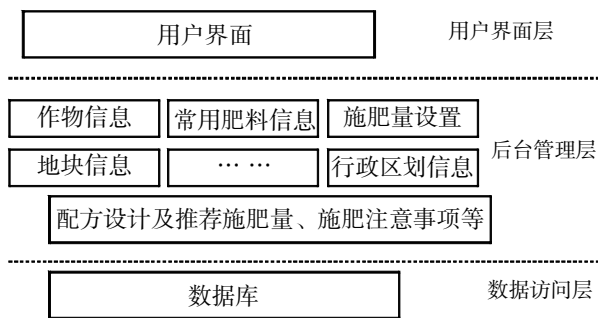 用户界面 用户界面层
作物信息 常用肥料信息 施肥量设置
后台管理层
地块信息 …… 行政区划信息
配方设计及推荐施肥量、施肥注意事项等
数据库 数据访问层